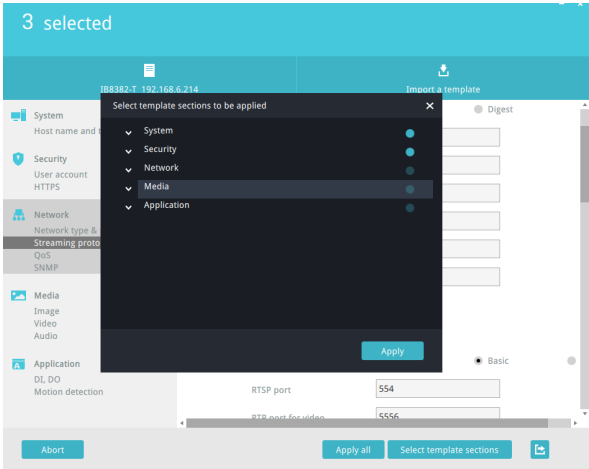 3 selected
IB8382-T 192.168.6.214
Import a template
Select template sections to be applied
System
Security
Network
Media
Application
Apply
System
Host name and t
Security
User account
HTTPS
Network
Network type &
Streaming proto
QoS
SNMP
Media
Image
Video
Audio
Application
DI, DO
Motion detection
Digest
Basic
RTSP port
554
RTP port for video
5556
Abort
Apply all
Select template sections